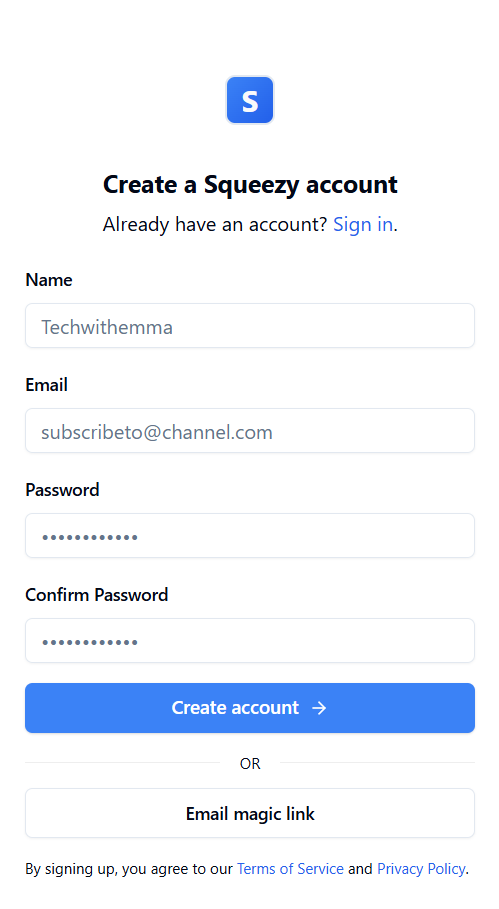 S
Create a Squeezy account
Already have an account? Sign in.
Name
Techwithemma
Email
subscribeto@channel.com
Password
••••••••••••
Confirm Password
••••••••••••
Create account →
OR
Email magic link
By signing up, you agree to our Terms of Service and Privacy Policy.